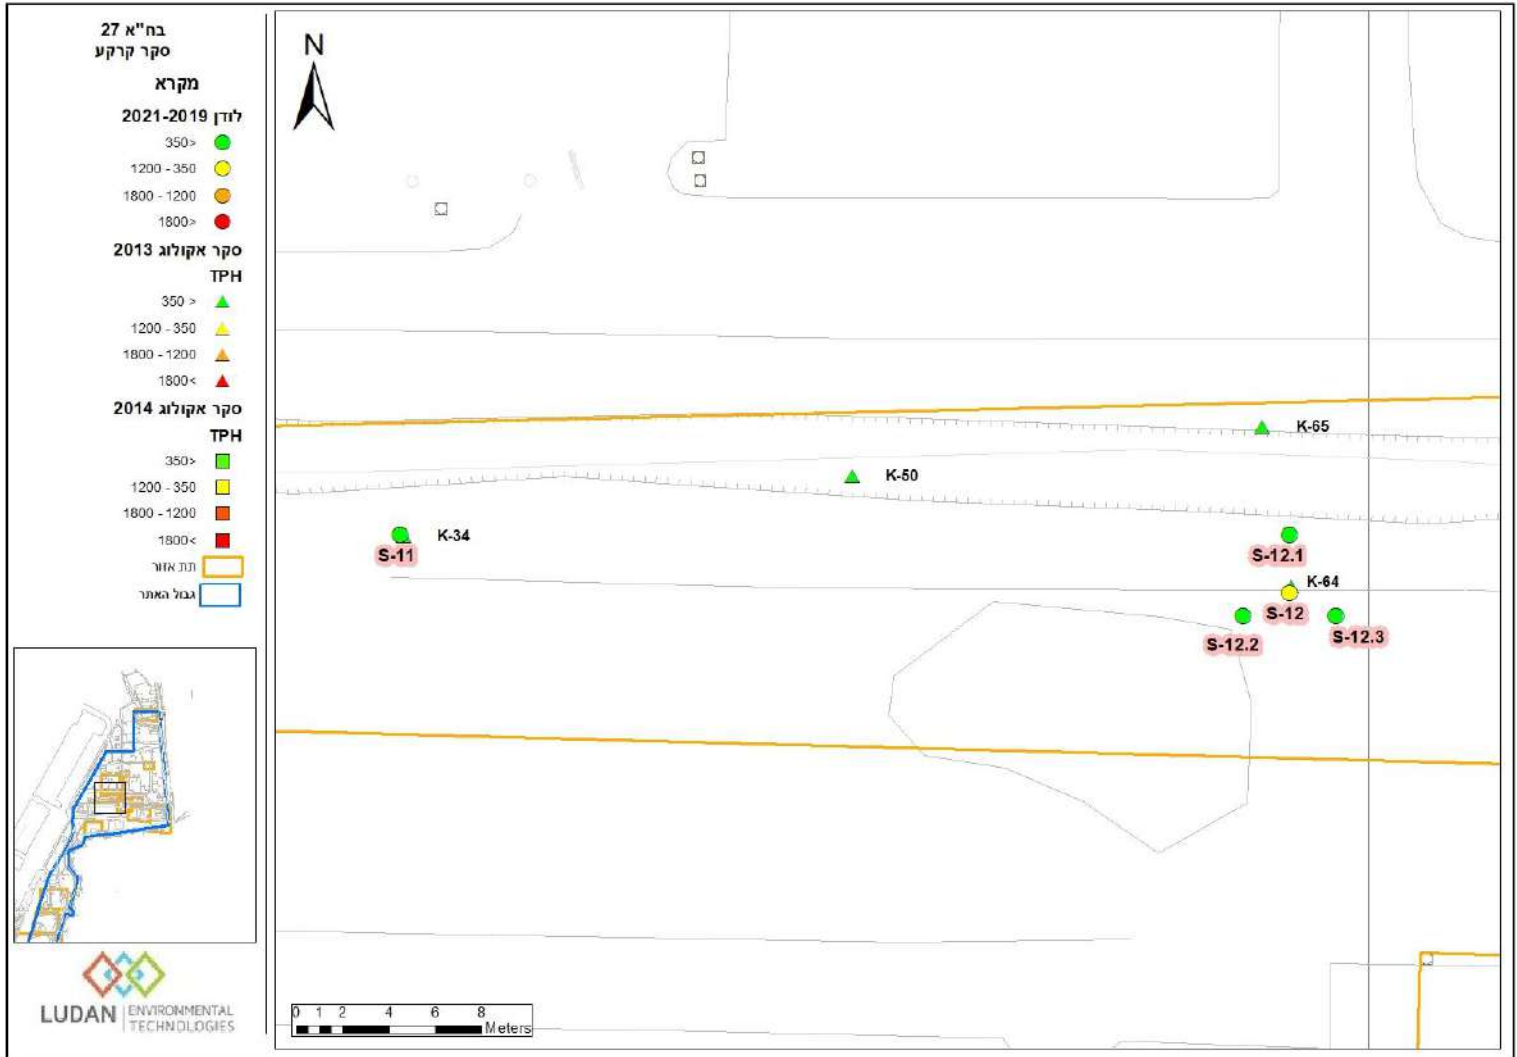 בח"א 27
סקר קרקע
מקרא
לודן 2021-2019
350>
1200 - 350
1800 - 1200
1800>
סקר אקולוג 2013
TPH
350 >
1200 - 350
1800 - 1200
1800<
סקר אקולוג 2014
TPH
350>
1200 - 350
1800 - 1200
1800<
תת אזור
גבול האתר
LUDAN ENVIRONMENTAL
TECHNOLOGIES
N
K-65
K-50
K-34
S-11
S-12.1
K-64
S-12
S-12.2
S-12.3
0 1 2 4 6 8
Meters